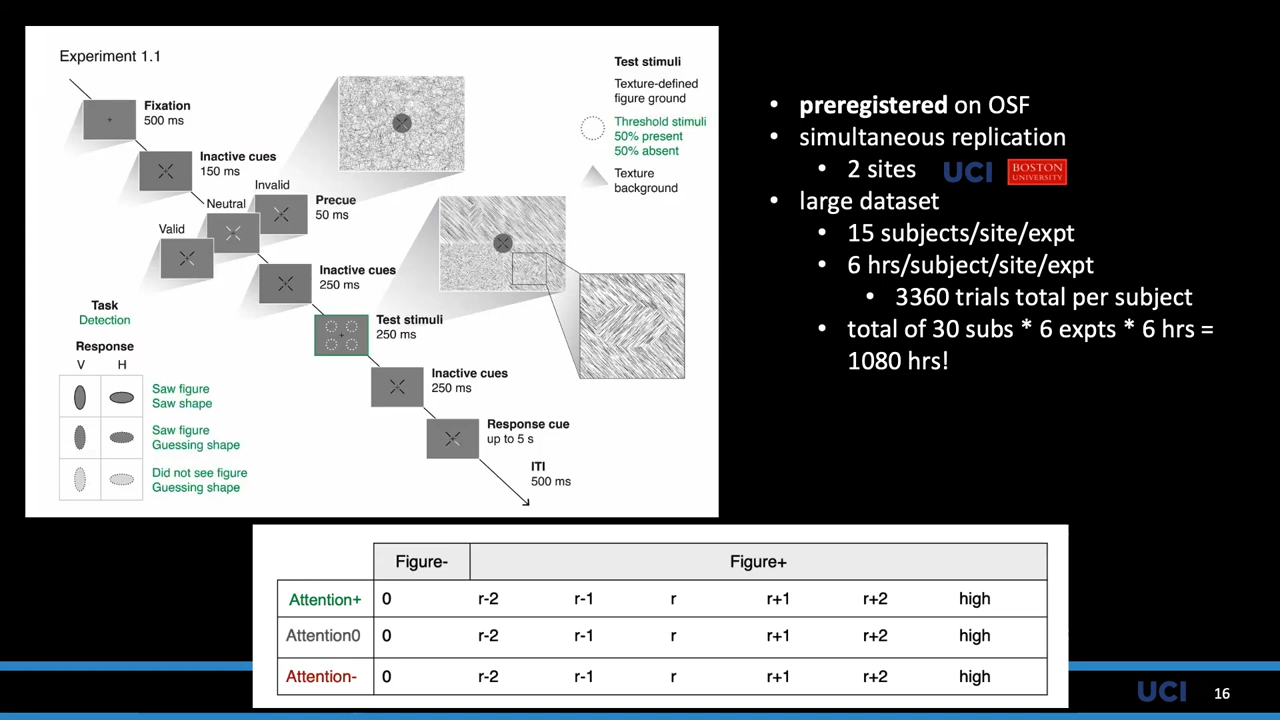 Experiment 1.1
Fixation
500 ms
Inactive cues
150 ms
Invalid
Neutral
Valid
Precue
50 ms
Inactive cues
250 ms
Test stimuli
250 ms
Inactive cues
250 ms
Response cue
up to 5 s
ITI
500 ms
Task
Detection
Response
V H
Saw figure
Saw shape
Saw figure
Guessing shape
Did not see figure
Guessing shape
Test stimuli
Texture-defined
figure ground
Threshold stimuli
50% present
50% absent
Texture
background
• preregistered on OSF
• simultaneous replication
• 2 sites UCI BOSTON
UNIVERSITY
• large dataset
• 15 subjects/site/expt
• 6 hrs/subject/site/expt
• 3360 trials total per subject
• total of 30 subs * 6 expts * 6 hrs =
1080 hrs!
Figure- Figure+
Attention+ 0 r-2 r-1 r r+1 r+2 high
Attention0 0 r-2 r-1 r r+1 r+2 high
Attention- 0 r-2 r-1 r r+1 r+2 high
UCI 16